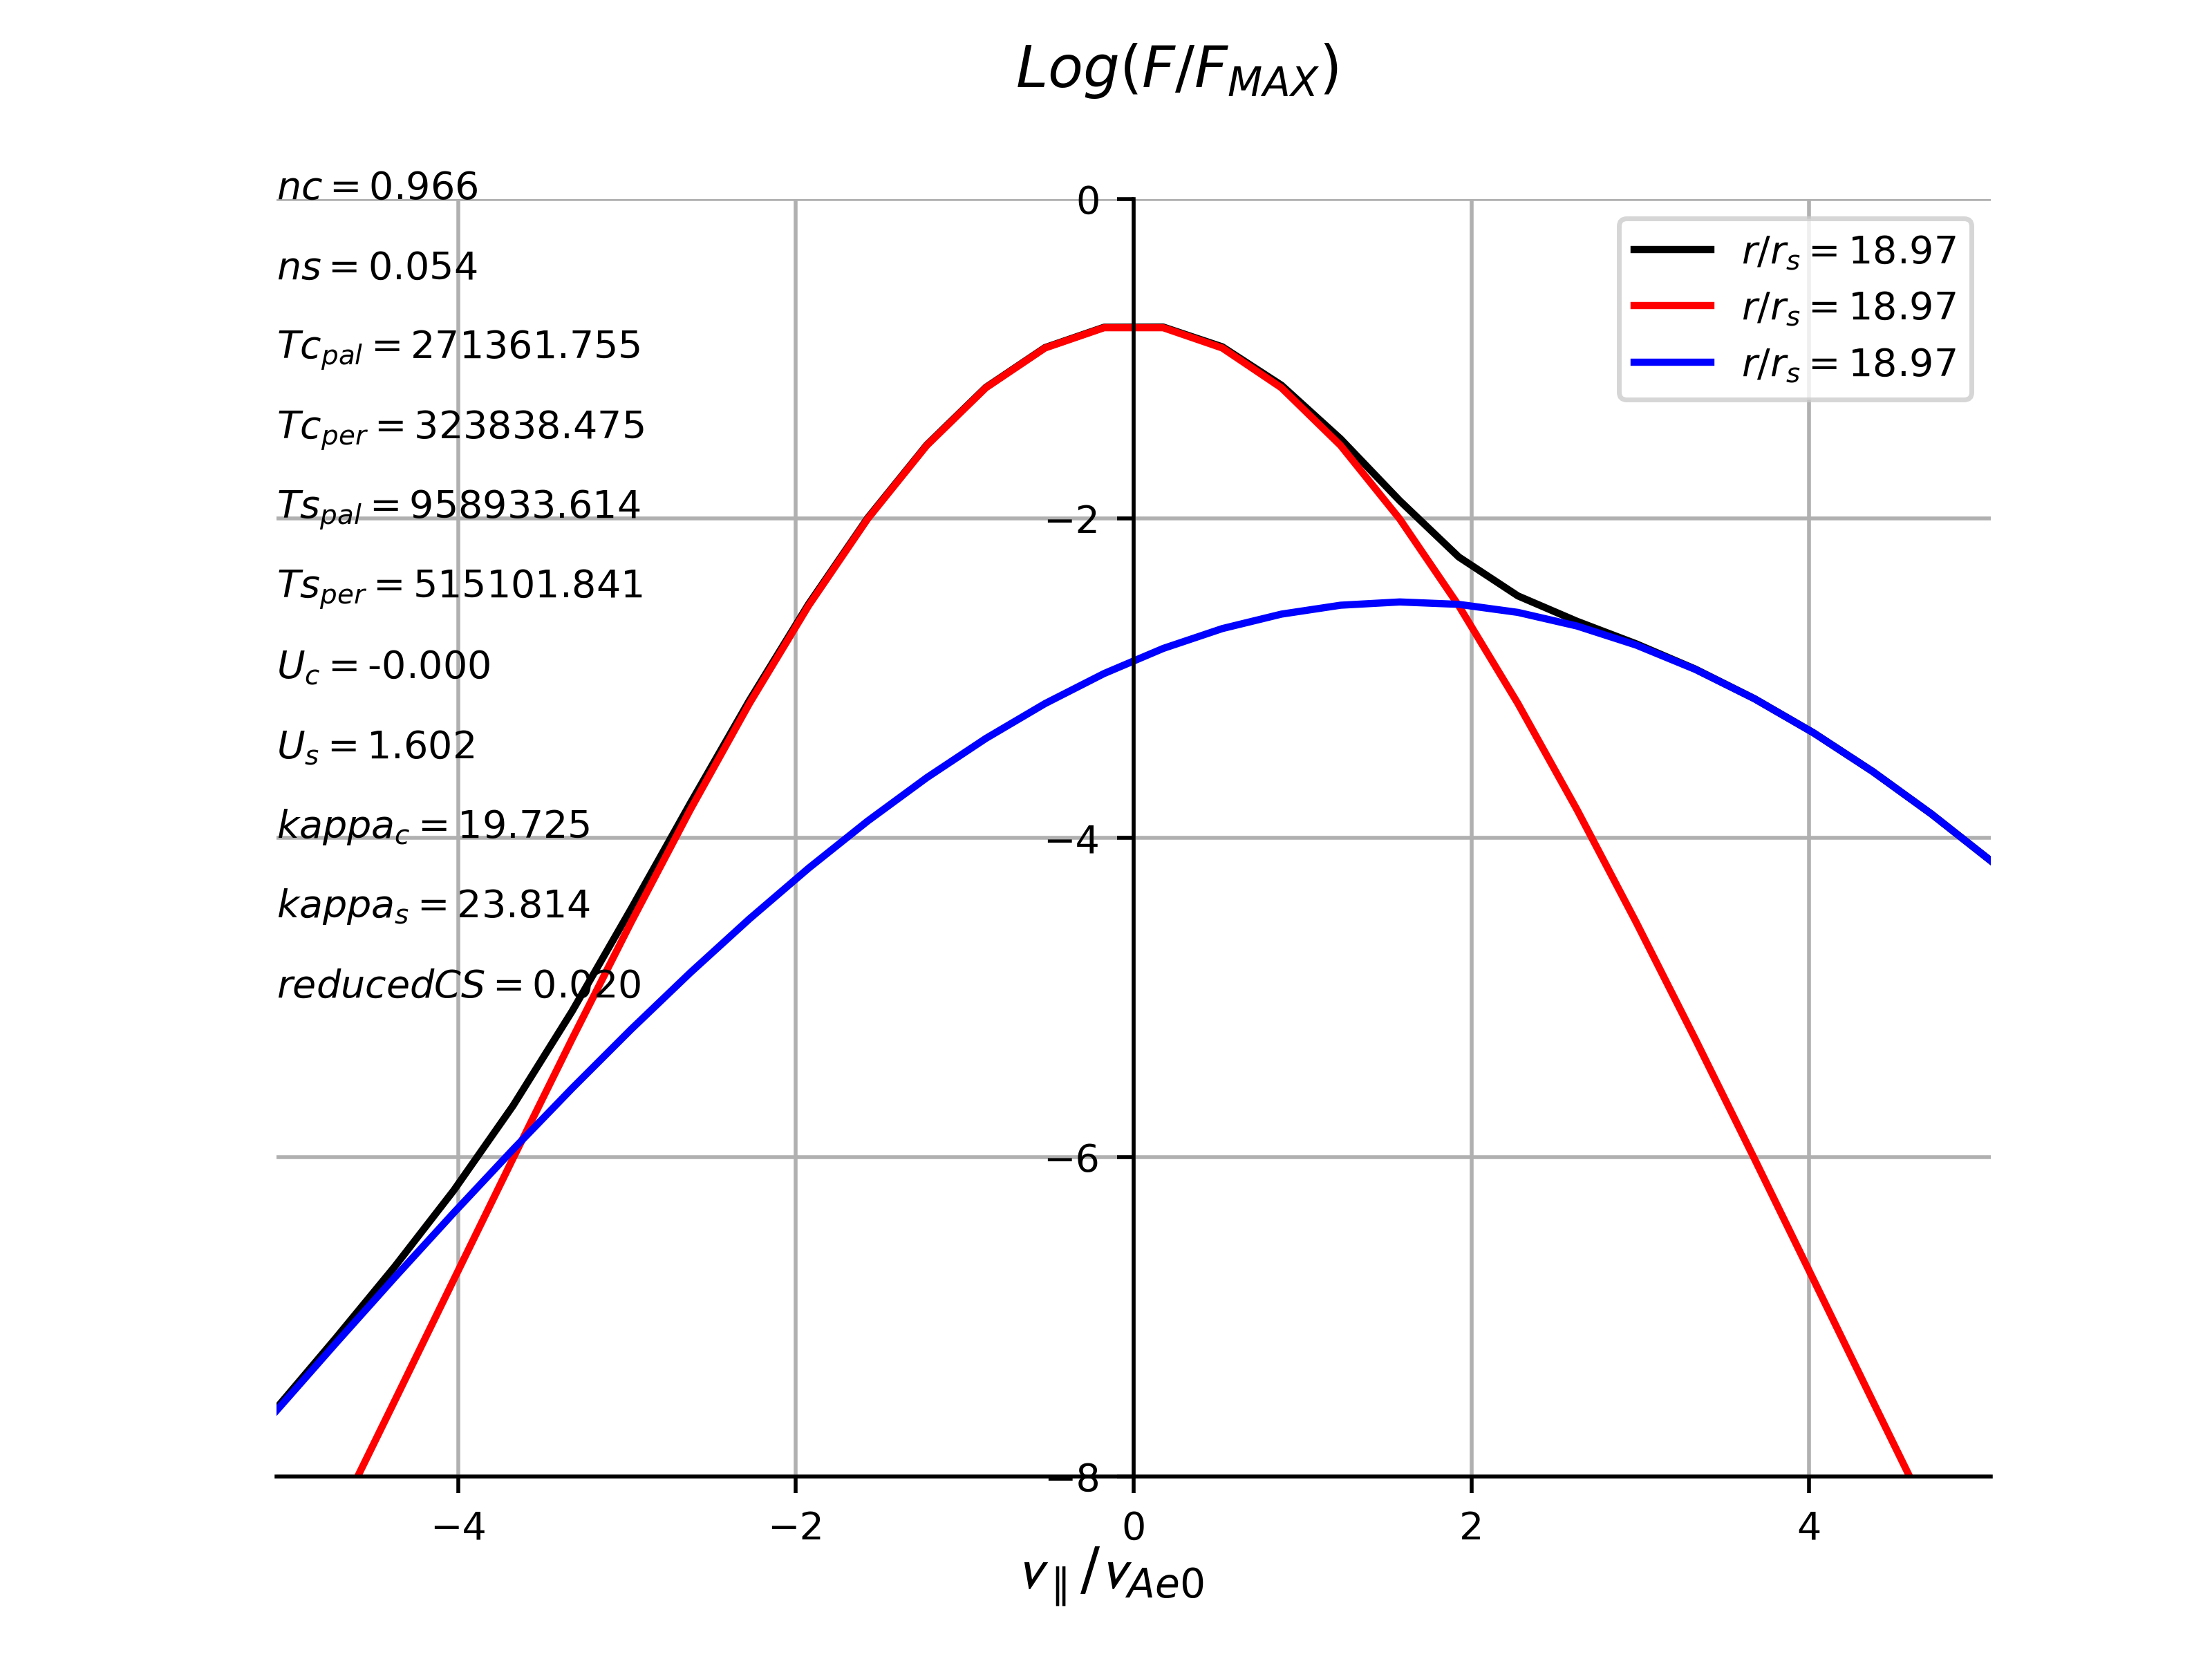 Log(F/F_MAX)
nc = 0.966
ns = 0.054
Tc_pal = 271361.755
Tc_per = 323838.475
Ts_pal = 958933.614
Ts_per = 515101.841
U_c = -0.000
U_s = 1.602
kappa_c = 19.725
kappa_s = 23.814
reducedCS = 0.020
0
−2
−4
−6
−8
r/r_s = 18.97
r/r_s = 18.97
r/r_s = 18.97
−4 −2 0 2 4
v_∥/v_Ae0